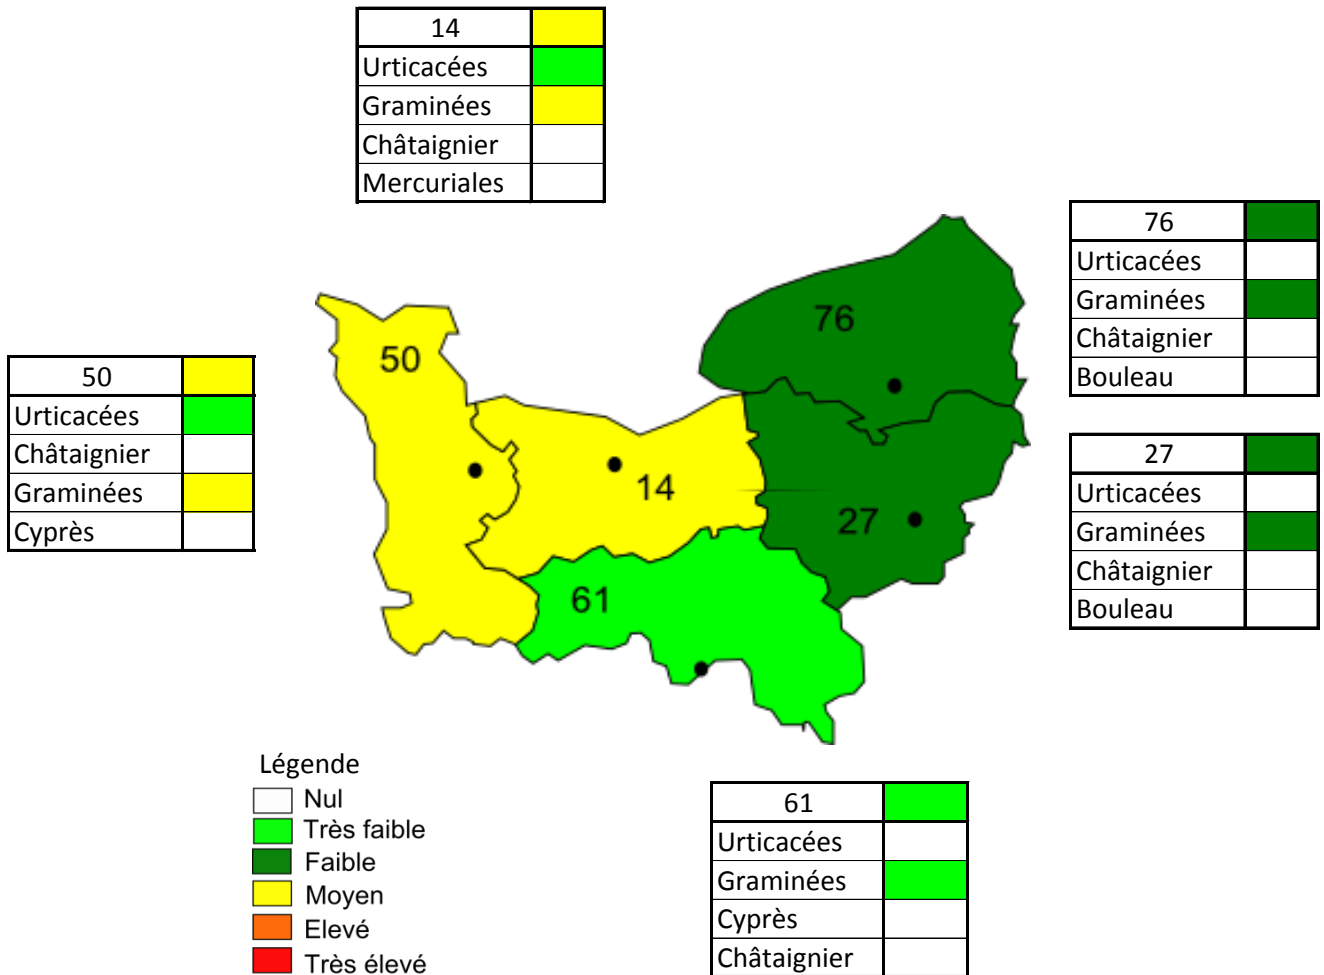 14
Urticacées
Graminées
Châtaignier
Mercuriales
76
Urticacées
Graminées
Châtaignier
Bouleau
50
Urticacées
Châtaignier
Graminées
Cyprès
27
Urticacées
Graminées
Châtaignier
Bouleau
76
50
14
27
61
Légende
Nul
Très faible
Faible
Moyen
Elevé
Très élevé
61
Urticacées
Graminées
Cyprès
Châtaignier